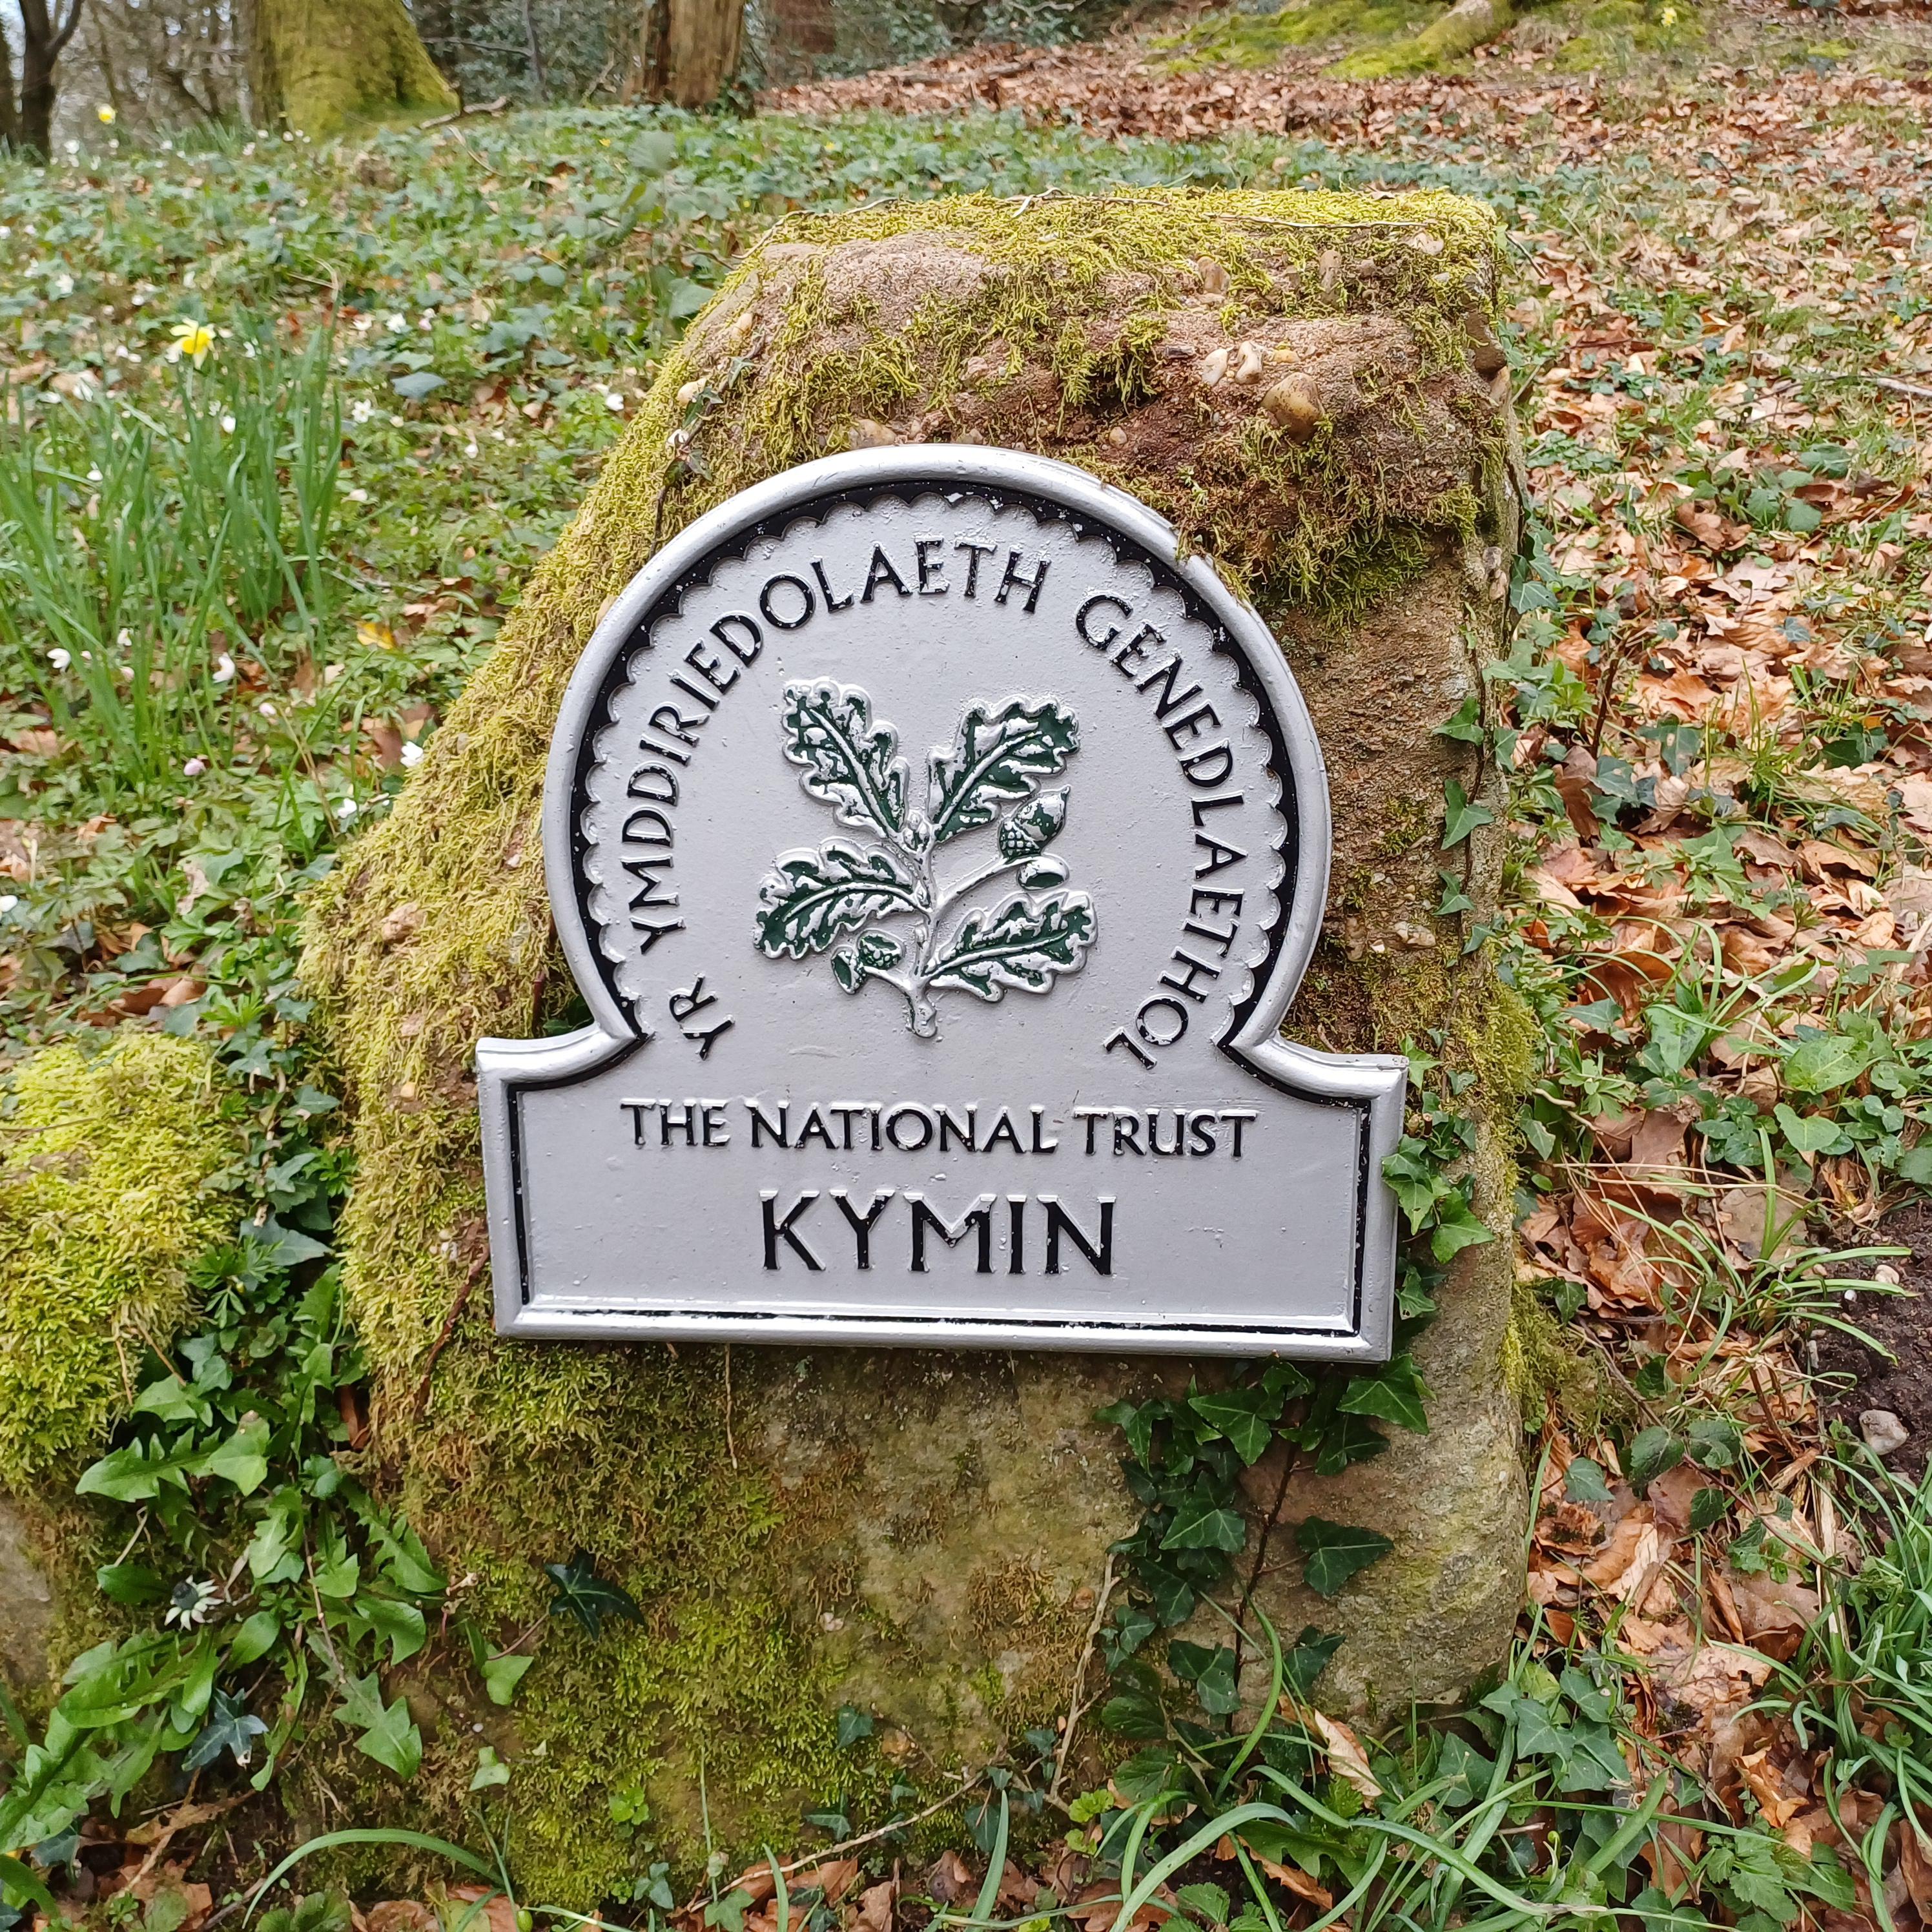 YR YMDDIRIEDOLAETH GENEDLAETHOL
THE NATIONAL TRUST
KYMIN